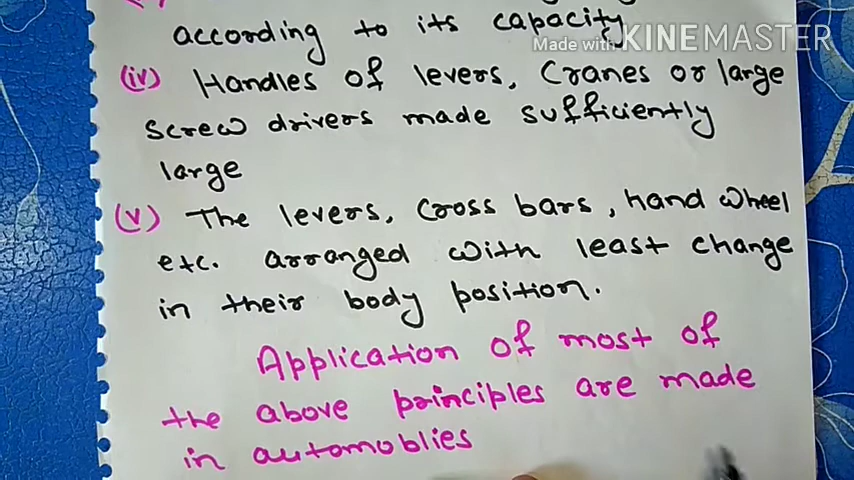 according to its capacity
Made with KINEMASTER
(iv) Handles of levers, Cranes or large
screw drivers made sufficiently
large
(v) The levers, cross bars, hand wheel
etc. arranged with least change
in their body position.
Application of most of
the above principles are made
in automoblies